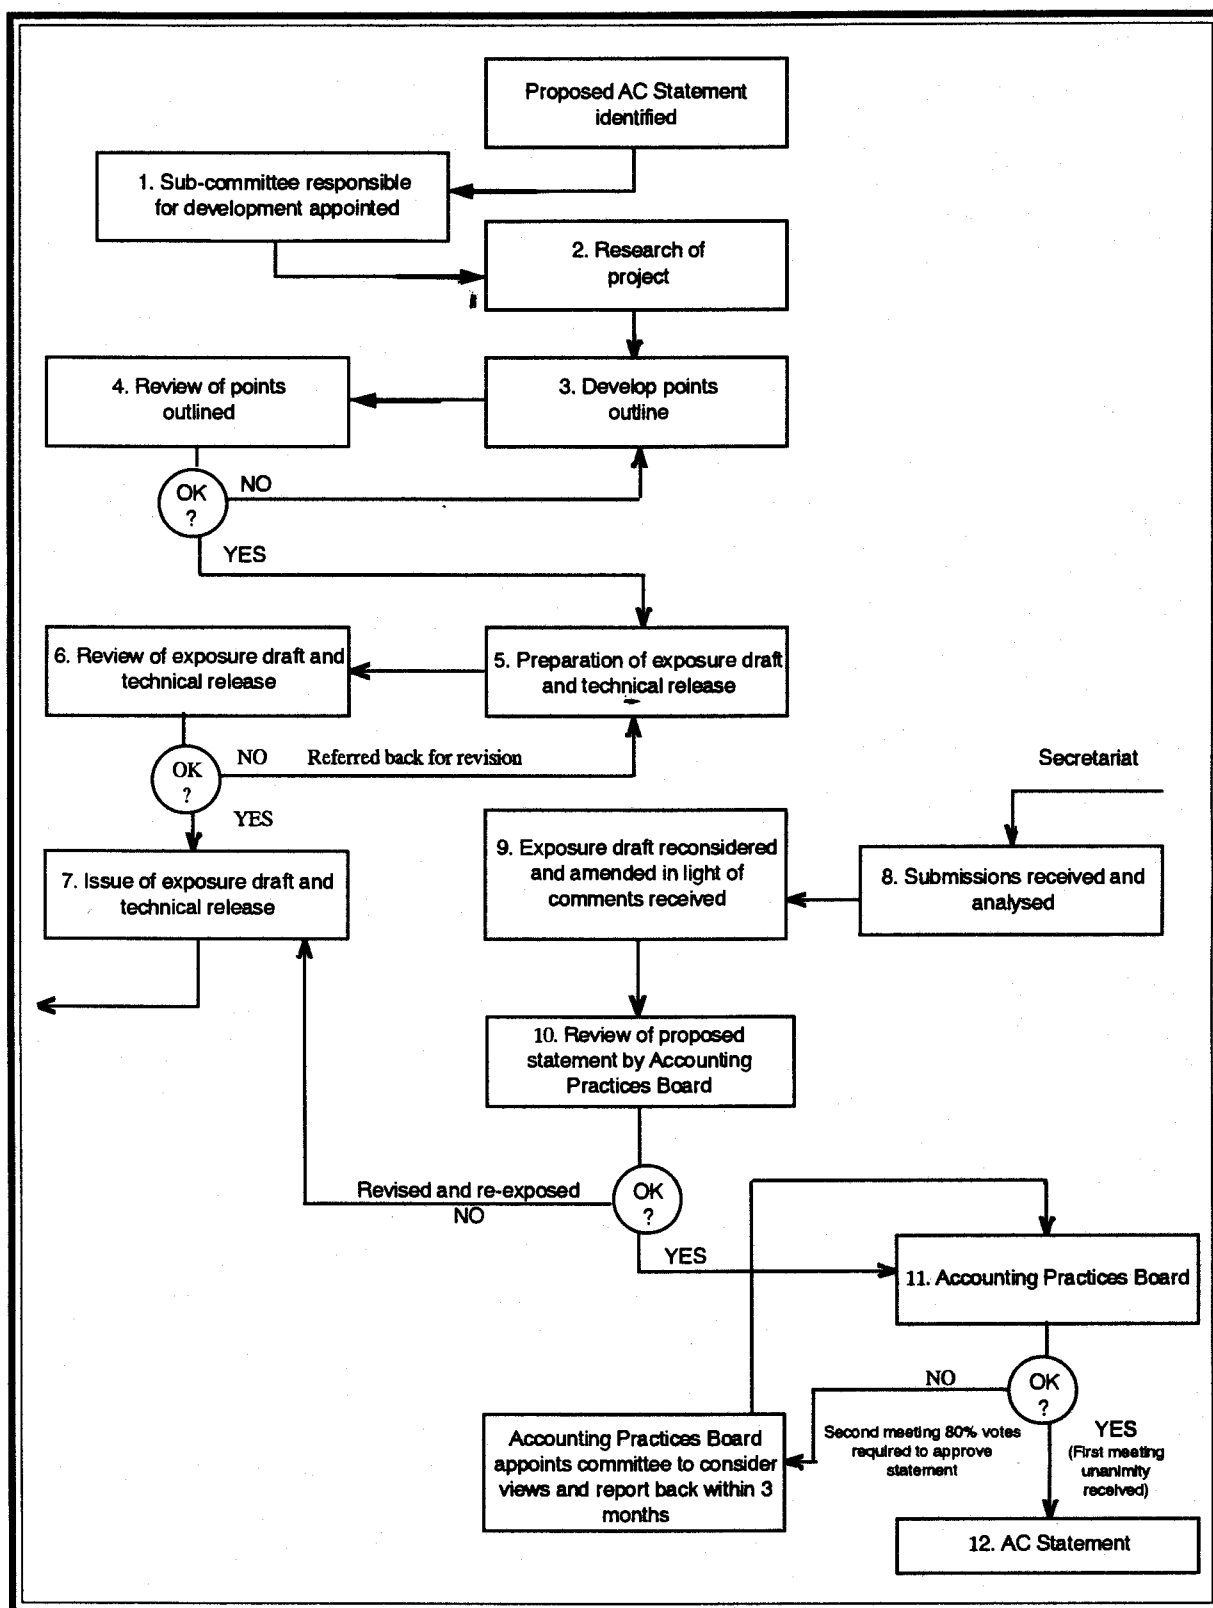 Proposed AC Statement
identified
1. Sub-committee responsible
for development appointed
2. Research of
project
4. Review of points
outlined
3. Develop points
outline
OK
?
NO
YES
6. Review of exposure draft and
technical release
5. Preparation of exposure draft
and technical release
OK
?
NO
Referred back for revision
YES
Secretariat
7. Issue of exposure draft and
technical release
9. Exposure draft reconsidered
and amended in light of
comments received
8. Submissions received and
analysed
10. Review of proposed
statement by Accounting
Practices Board
Revised and re-exposed
NO
OK
?
YES
11. Accounting Practices Board
OK
?
NO
Second meeting 80% votes
required to approve
statement
YES
(First meeting
unanimity
received)
Accounting Practices Board
appoints committee to consider
views and report back within 3
months
12. AC Statement